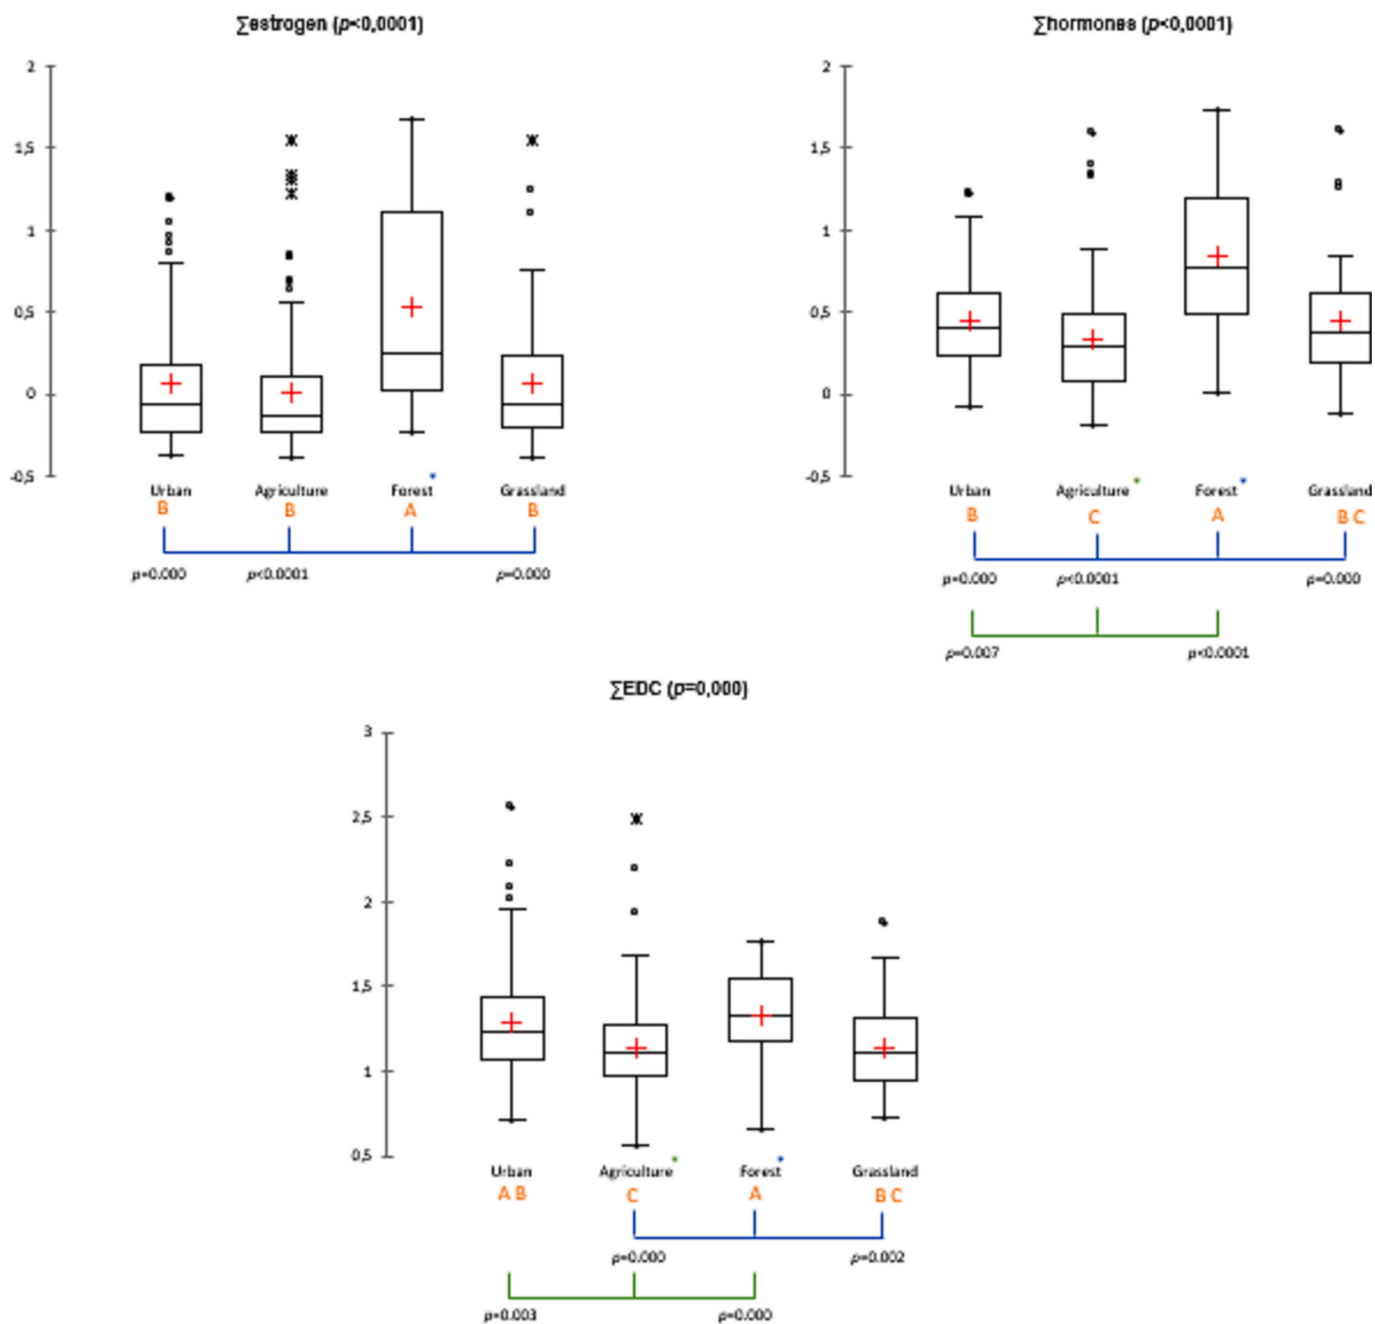 ∑estrogen (p<0,0001)
2
1,5
1
0,5
0
-0,5
Urban Agriculture Forest* Grassland
B B A B
p=0.000 p<0.0001 p=0.000
∑hormones (p<0,0001)
2
1,5
1
0,5
0
-0,5
Urban Agriculture* Forest* Grassland
B C A B C
p=0.000 p<0.0001 p=0.000
p=0.007 p<0.0001
∑EDC (p=0,000)
3
2,5
2
1,5
1
0,5
Urban Agriculture* Forest* Grassland
A B C A B C
p=0.000 p=0.002
p=0.003 p=0.000